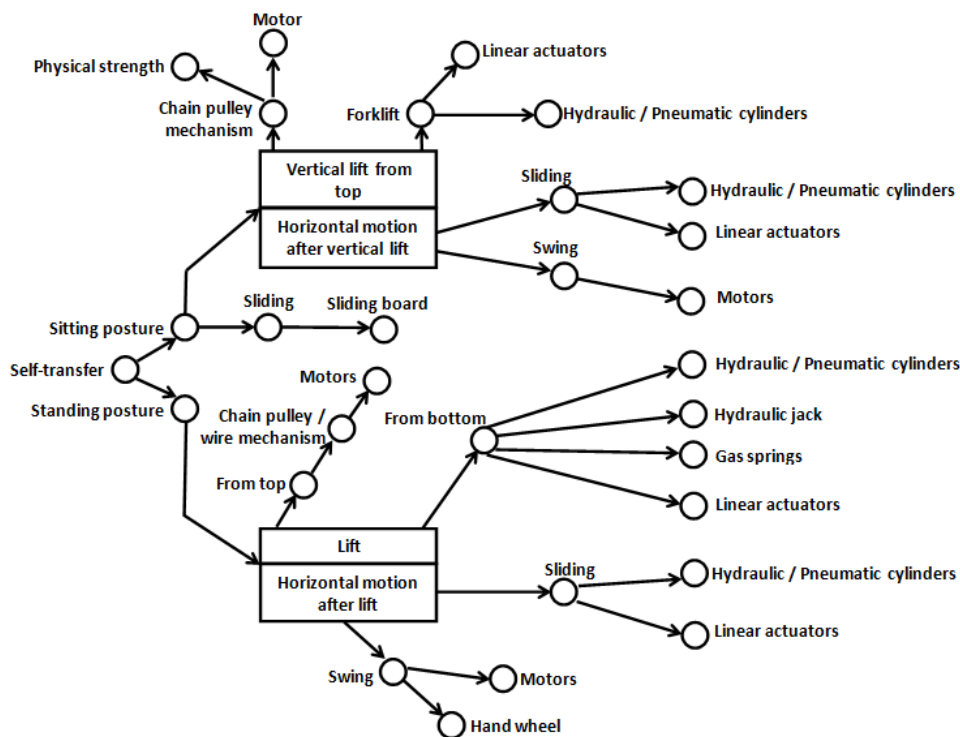 Motor
Linear actuators
Physical strength
Chain pulley
mechanism
Forklift
Hydraulic / Pneumatic cylinders
Vertical lift from
top
Sliding
Hydraulic / Pneumatic cylinders
Horizontal motion
after vertical lift
Linear actuators
Swing
Motors
Sliding
Sliding board
Sitting posture
Self-transfer
Standing posture
Motors
Hydraulic / Pneumatic cylinders
Chain pulley /
wire mechanism
From bottom
Hydraulic jack
Gas springs
From top
Linear actuators
Lift
Horizontal motion
after lift
Sliding
Hydraulic / Pneumatic cylinders
Linear actuators
Swing
Motors
Hand wheel